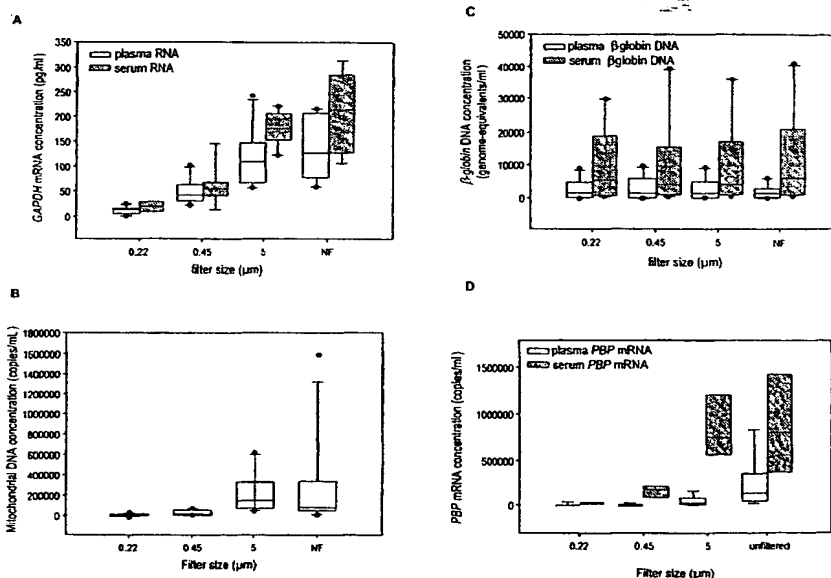 A
GAPDH mRNA concentration (pg/ml)
350
300
250
200
150
100
50
0
plasma RNA
serum RNA
0.22
0.45
5
NF
filter size (µm)
C
β-globin DNA concentration
(genome-equivalents/ml)
50000
40000
30000
20000
10000
0
plasma β-globin DNA
serum βglobin DNA
0.22
0.45
5
NF
filter size (µm)
B
Mitochondrial DNA concentration (copies/mL)
1800000
1600000
1400000
1200000
1000000
800000
600000
400000
200000
0
0.22
0.45
5
NF
Filter size (µm)
D
PBP mRNA concentration (copies/ml)
1500000
1000000
500000
0
plasma PBP mRNA
serum PBP mRNA
0.22
0.45
5
unfiltered
Filter size (µm)